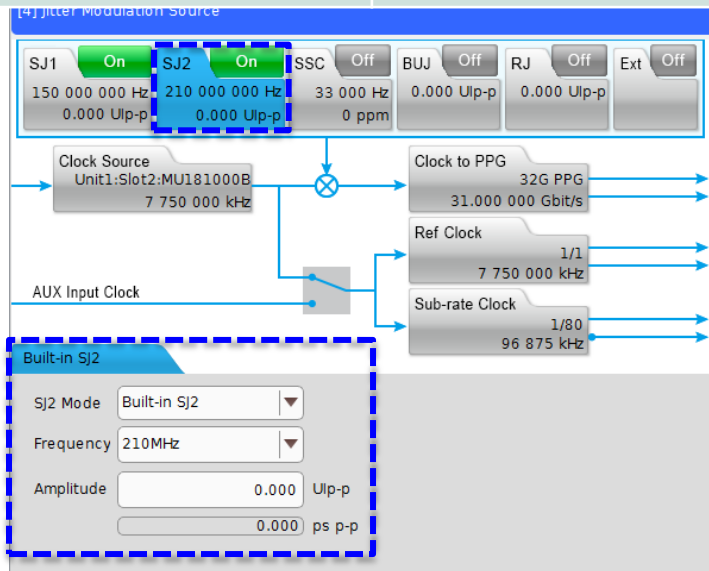 [4] Jitter Modulation Source
SJ1 On SJ2 On SSC Off BUJ Off RJ Off Ext Off
150 000 000 Hz 210 000 000 Hz 33 000 Hz 0.000 UIp-p 0.000 UIp-p
0.000 UIp-p 0.000 UIp-p 0 ppm
Clock Source
Unit1:Slot2:MU181000B
7 750 000 kHz
Clock to PPG
32G PPG
31.000 000 Gbit/s
Ref Clock
1/1
7 750 000 kHz
AUX Input Clock
Sub-rate Clock
1/80
96 875 kHz
Built-in SJ2
SJ2 Mode Built-in SJ2
Frequency 210MHz
Amplitude 0.000 UIp-p
0.000 ps p-p